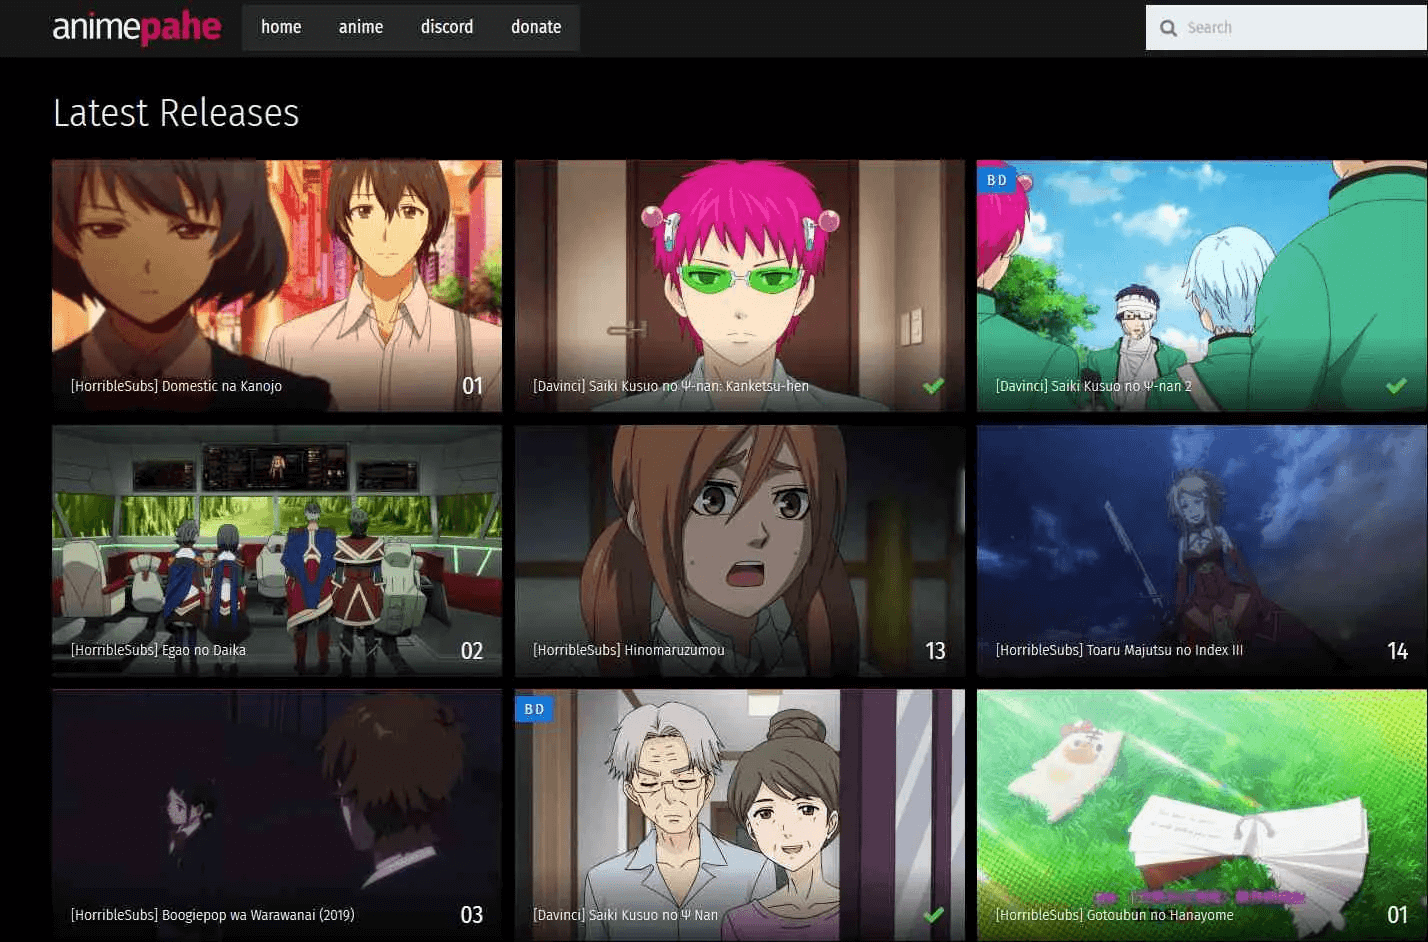 animepahe
home anime discord donate
Search
Latest Releases
[HorribleSubs] Domestic na Kanojo 01
[Davinci] Saiki Kusuo no Ψ-nan: Kanketsu-hen
BD
[Davinci] Saiki Kusuo no Ψ-nan 2
[HorribleSubs] Egao no Daika 02
[HorribleSubs] Hinomaruzumou 13
[HorribleSubs] Toaru Majutsu no Index III 14
[HorribleSubs] Boogiepop wa Warawanai (2019) 03
BD
[Davinci] Saiki Kusuo no Ψ Nan
[HorribleSubs] Gotoubun no Hanayome 01